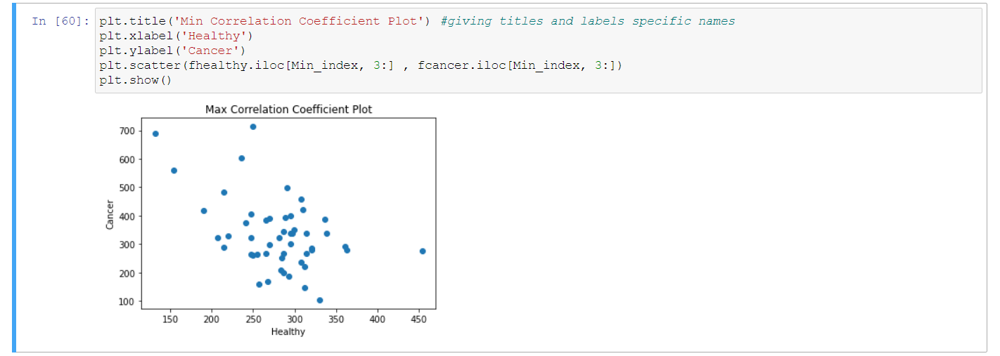 In [60]: plt.title('Min Correlation Coefficient Plot') #giving titles and labels specific names
plt.xlabel('Healthy')
plt.ylabel('Cancer')
plt.scatter(fhealthy.iloc[Min_index, 3:] , fcancer.iloc[Min_index, 3:])
plt.show()
Max Correlation Coefficient Plot
700
600
500
400
300
200
100
Cancer
150 200 250 300 350 400 450
Healthy